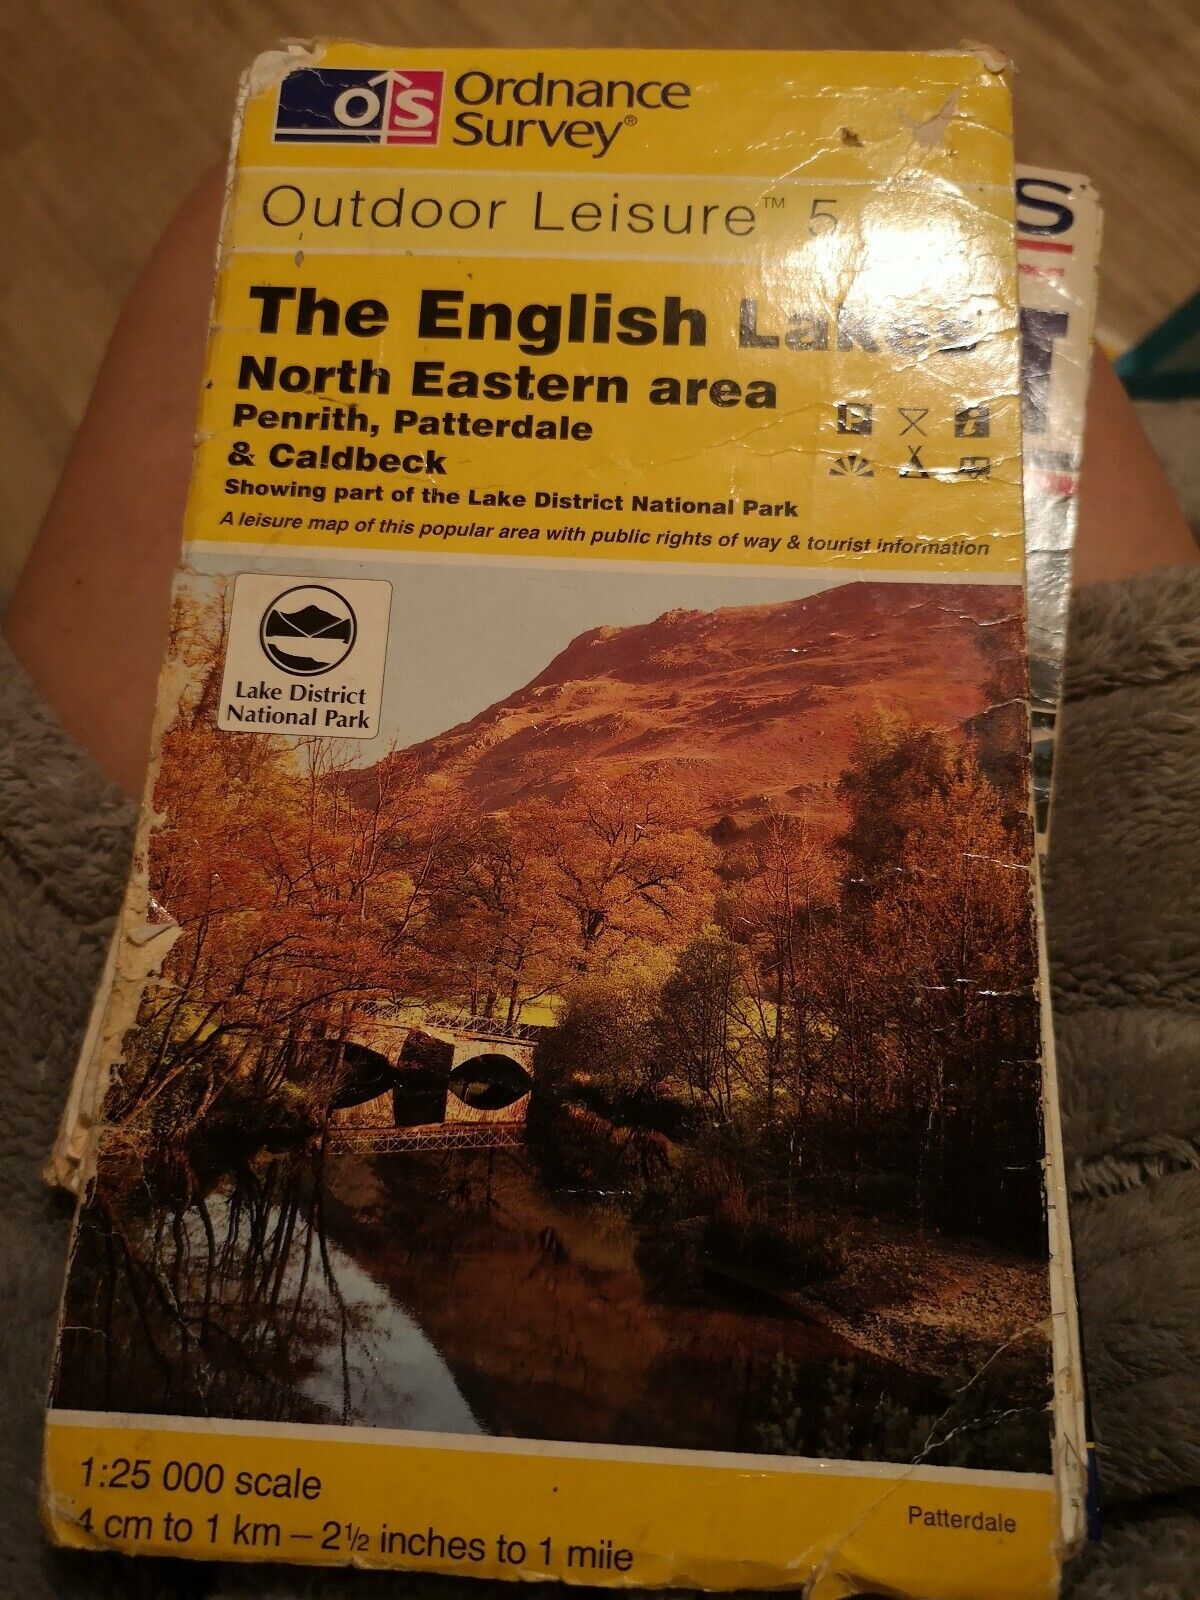 OS Ordnance
Survey®
Outdoor Leisure™ 5
The English Lakes
North Eastern area
Penrith, Patterdale
& Caldbeck
Showing part of the Lake District National Park
A leisure map of this popular area with public rights of way & tourist information
P i
Lake District
National Park
1:25 000 scale
4 cm to 1 km – 2½ inches to 1 mile
Patterdale
S